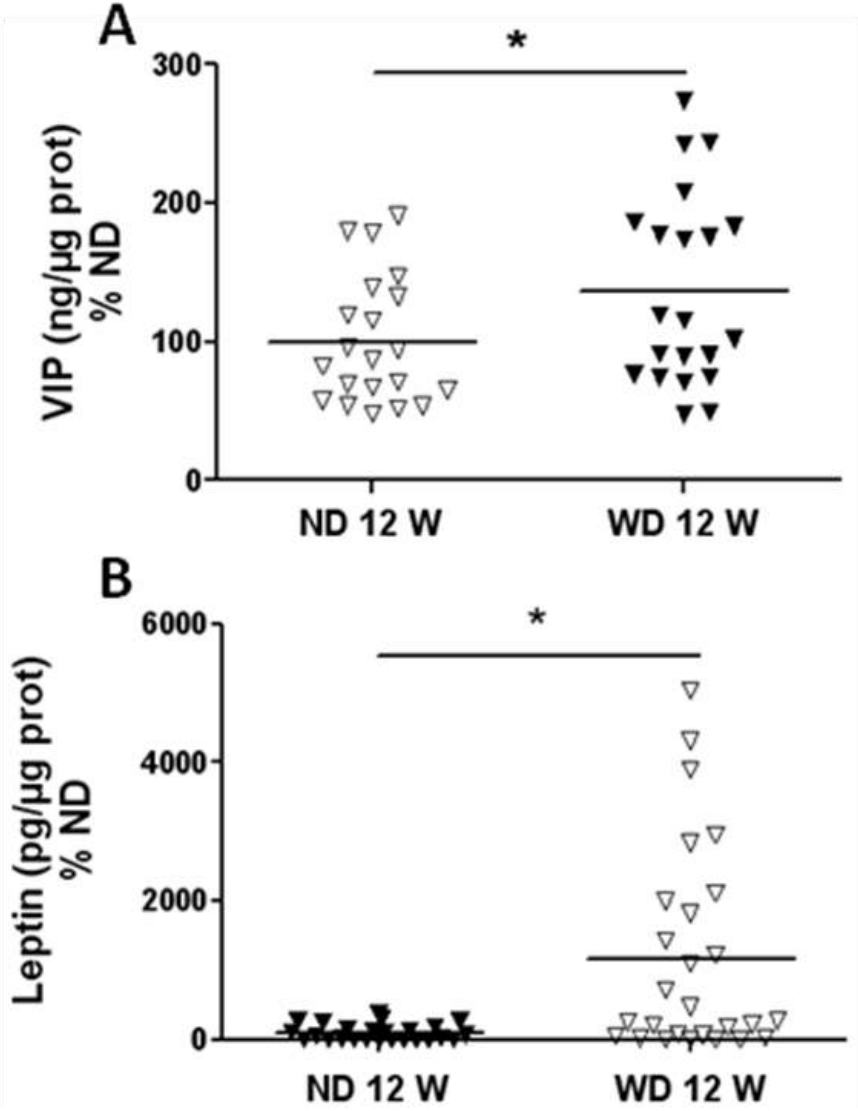 A
*
300
200
100
0
VIP (ng/µg prot)
% ND
ND 12 W
WD 12 W
B
*
6000
4000
2000
0
Leptin (pg/µg prot)
% ND
ND 12 W
WD 12 W